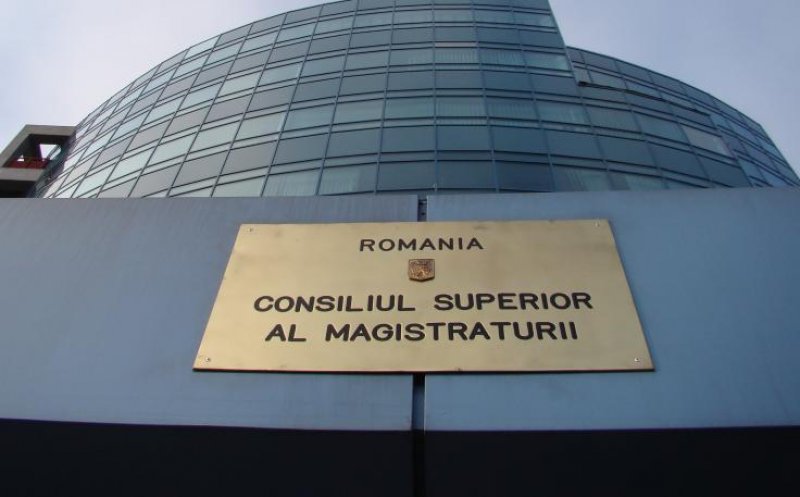 ROMANIA
CONSILIUL SUPERIOR
AL MAGISTRATURII